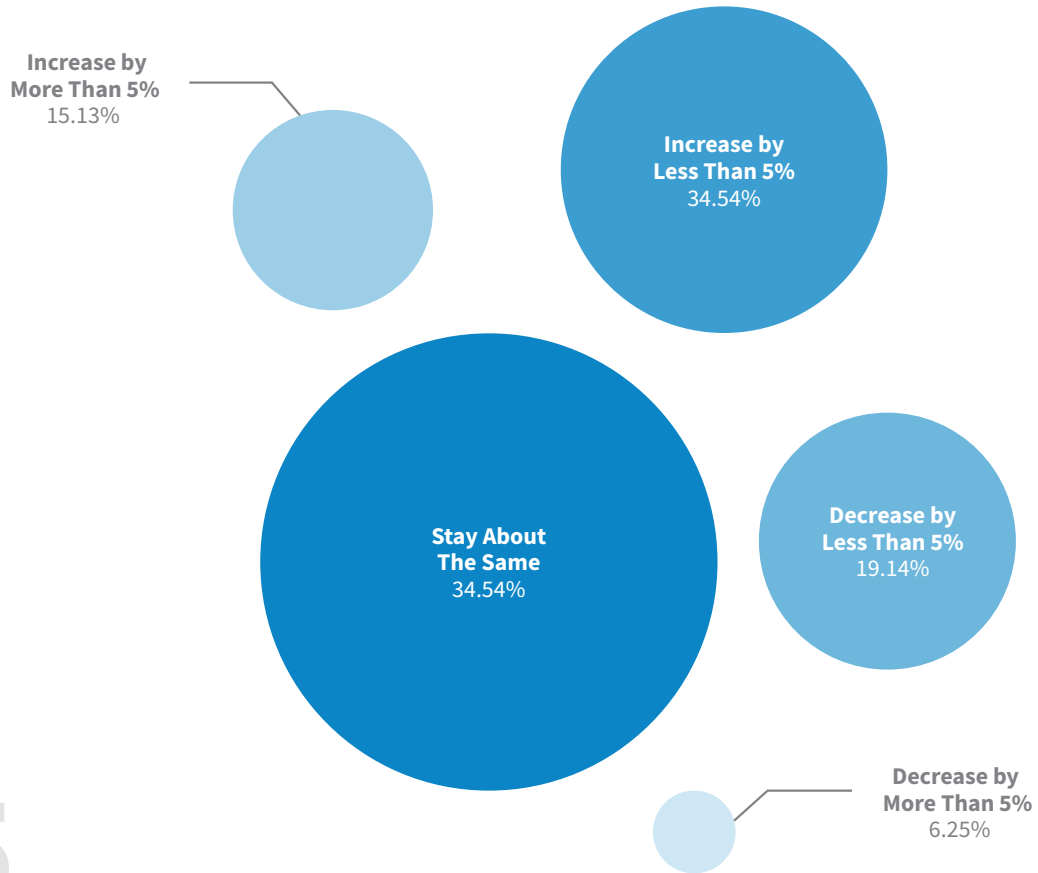 Increase by
More Than 5%
15.13%
Increase by
Less Than 5%
34.54%
Stay About
The Same
34.54%
Decrease by
Less Than 5%
19.14%
Decrease by
More Than 5%
6.25%